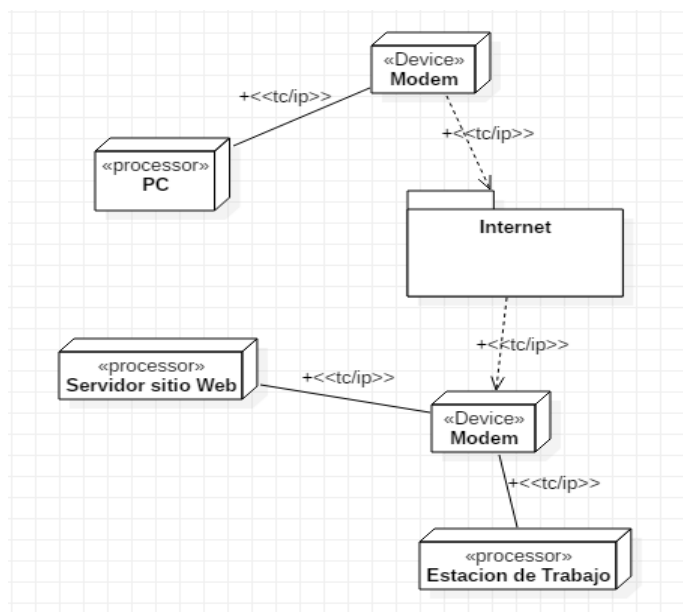 «Device»
Modem
+<<tc/ip>>
+<<tc/ip>>
«processor»
PC
Internet
+<<tc/ip>>
«processor»
Servidor sitio Web
+<<tc/ip>>
«Device»
Modem
+<<tc/ip>>
«processor»
Estacion de Trabajo